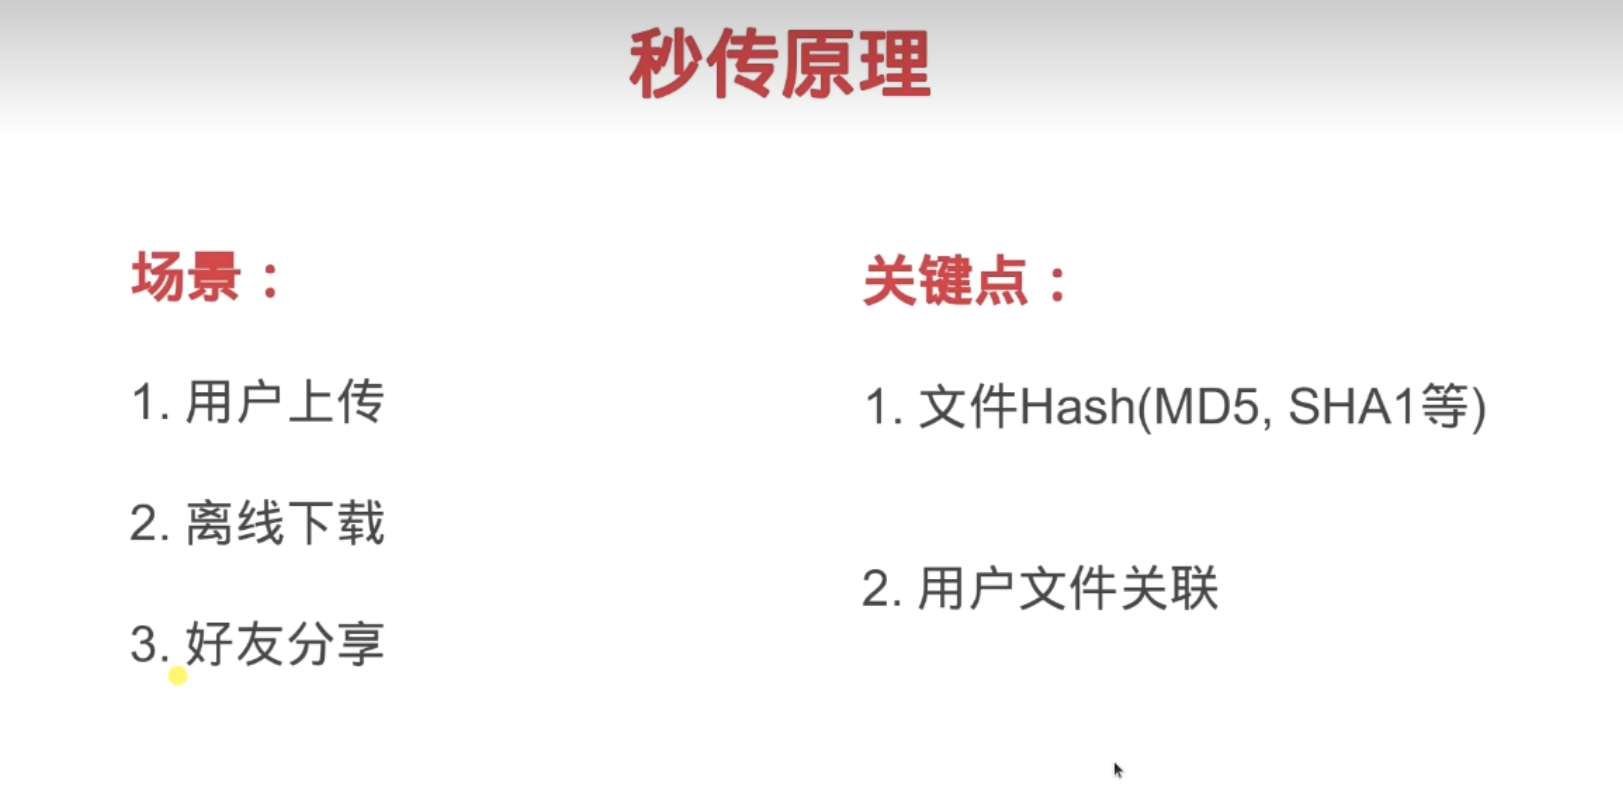 秒传原理
场景：
1. 用户上传
2. 离线下载
3. 好友分享
关键点：
1. 文件Hash(MD5, SHA1等)
2. 用户文件关联